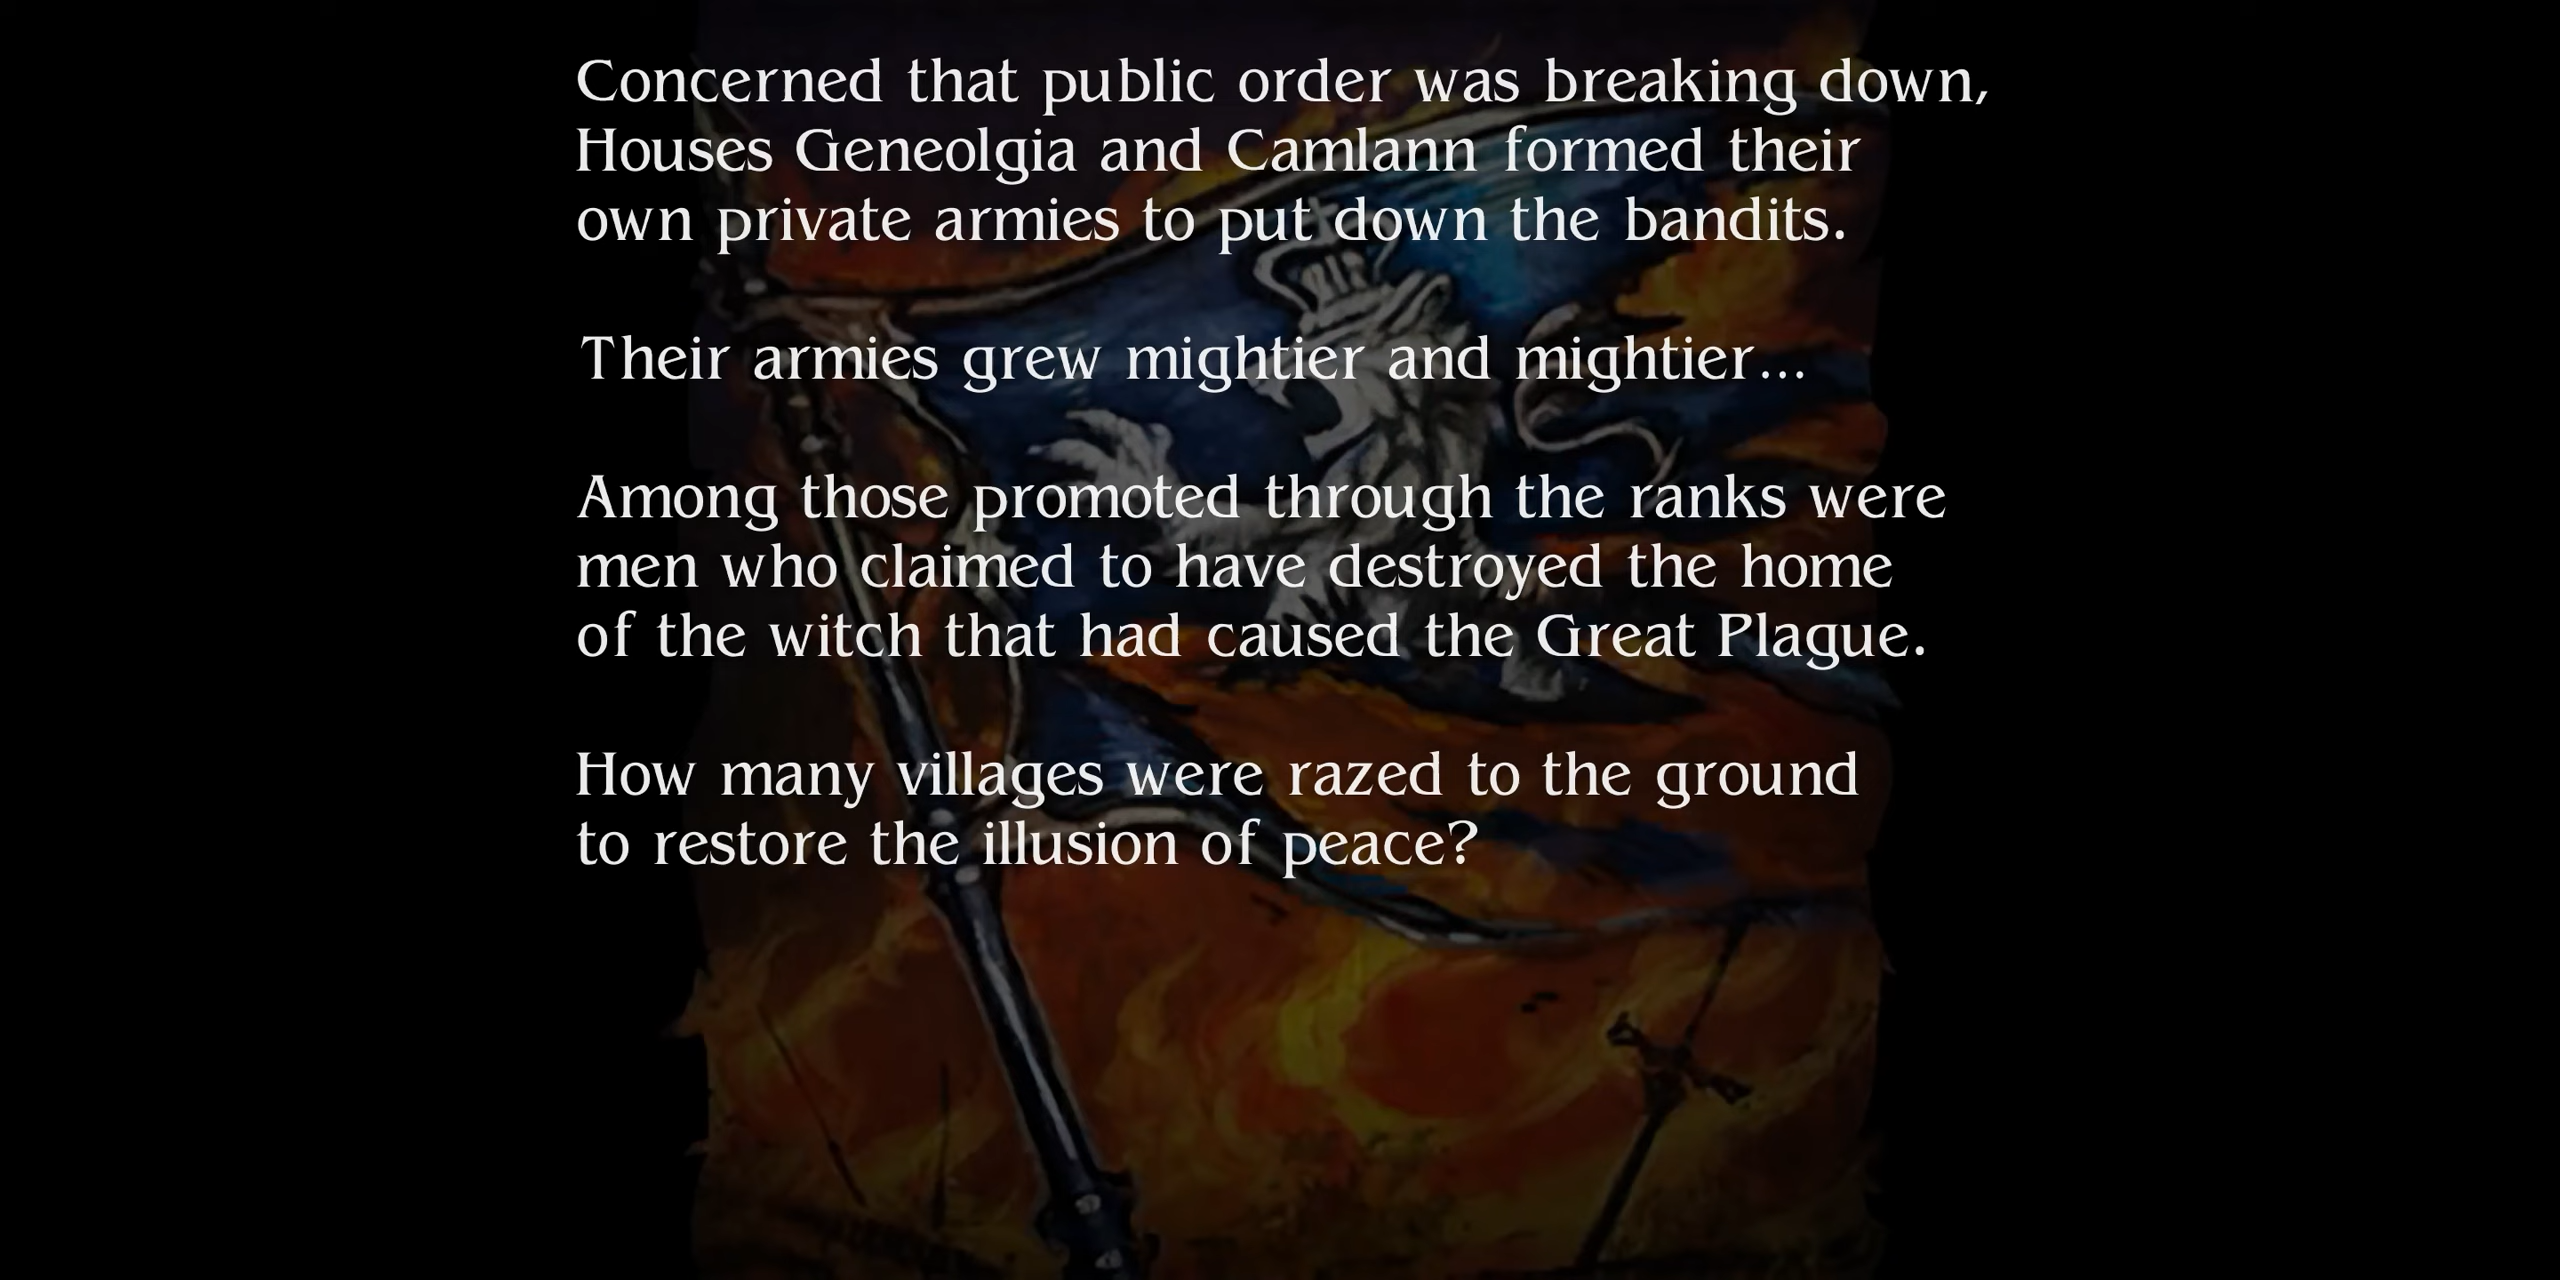 Concerned that public order was breaking down,
Houses Geneolgia and Camlann formed their
own private armies to put down the bandits.
Their armies grew mightier and mightier...
Among those promoted through the ranks were
men who claimed to have destroyed the home
of the witch that had caused the Great Plague.
How many villages were razed to the ground
to restore the illusion of peace?